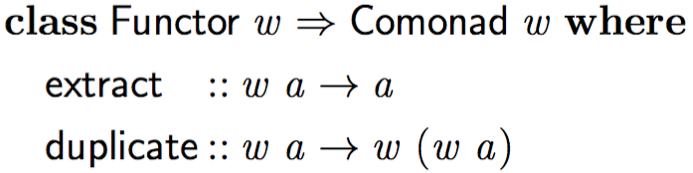 class Functor w ⇒ Comonad w where
extract :: w a → a
duplicate :: w a → w (w a)